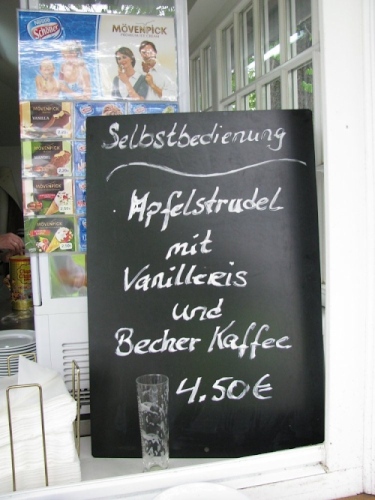 Schöller
MÖVENPICK
Selbstbedienung
Apfelstrudel
mit
Vanilleeis
und
Becher Kaffee
4.50€